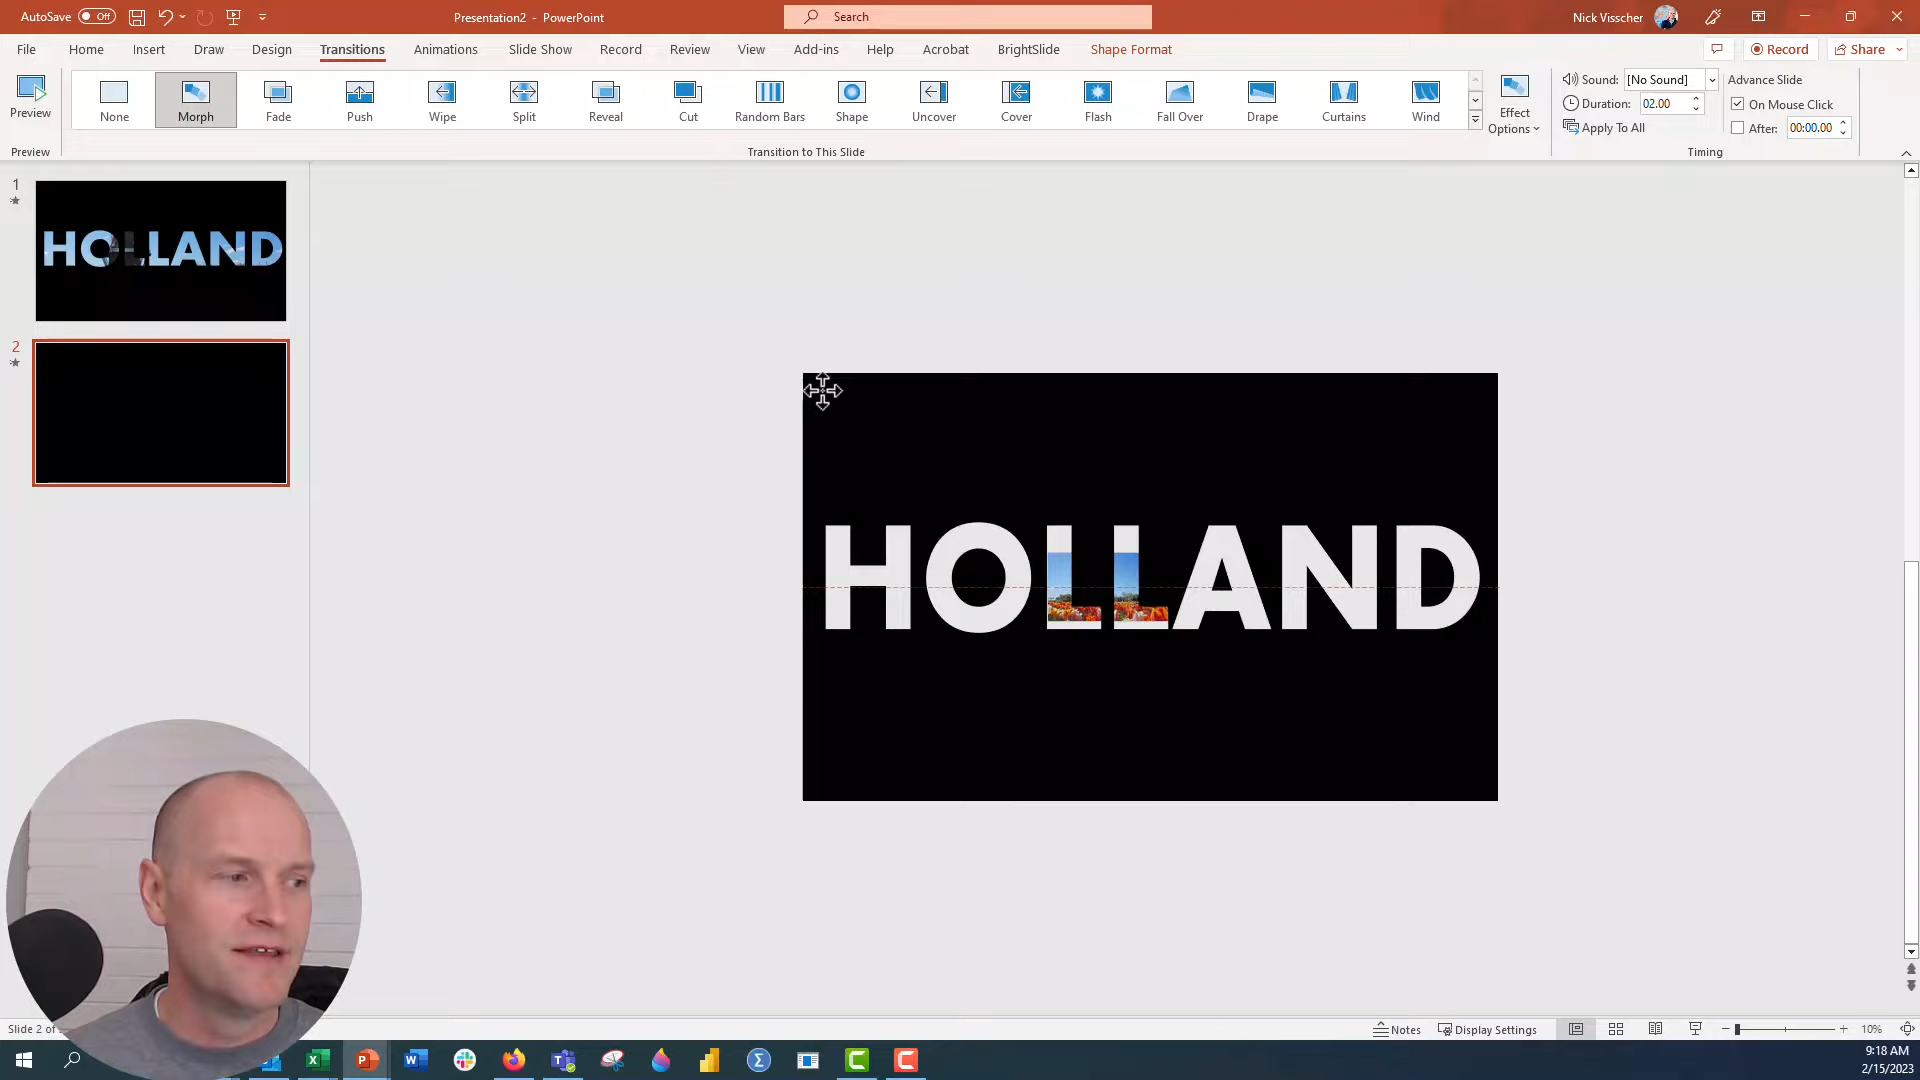 AutoSave Off
Presentation2 - PowerPoint
Search
Nick Visscher
File Home Insert Draw Design Transitions Animations Slide Show Record Review View Add-ins Help Acrobat BrightSlide Shape Format
Record Share
Preview
None Morph Fade Push Wipe Split Reveal Cut Random Bars Shape Uncover Cover Flash Fall Over Drape Curtains Wind
Effect
Options
Sound: [No Sound]
Duration: 02.00
Apply To All
Advance Slide
On Mouse Click
After: 00:00.00
Preview
Transition to This Slide
Timing
1
HOLLAND
2
HOLLAND
Slide 2 of
Notes Display Settings 10%
9:18 AM
2/15/2023